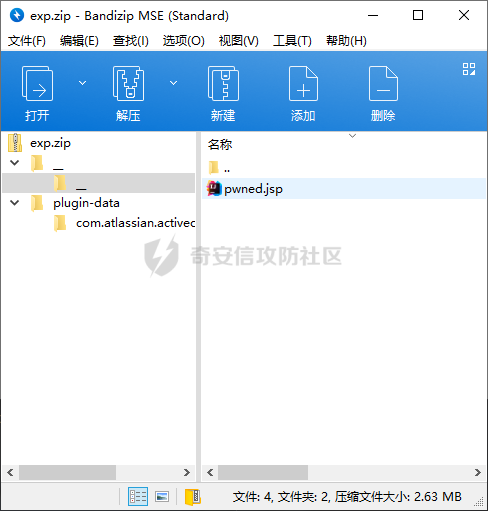 exp.zip - Bandizip MSE (Standard)
文件(F) 编辑(E) 查找(I) 选项(O) 视图(V) 工具(T) 帮助(H)
打开 解压 新建 添加 删除
exp.zip
__
__
plugin-data
com.atlassian.activec
名称
..
pwned.jsp
奇安信攻防社区
文件: 4, 文件夹: 2, 压缩文件大小: 2.63 MB